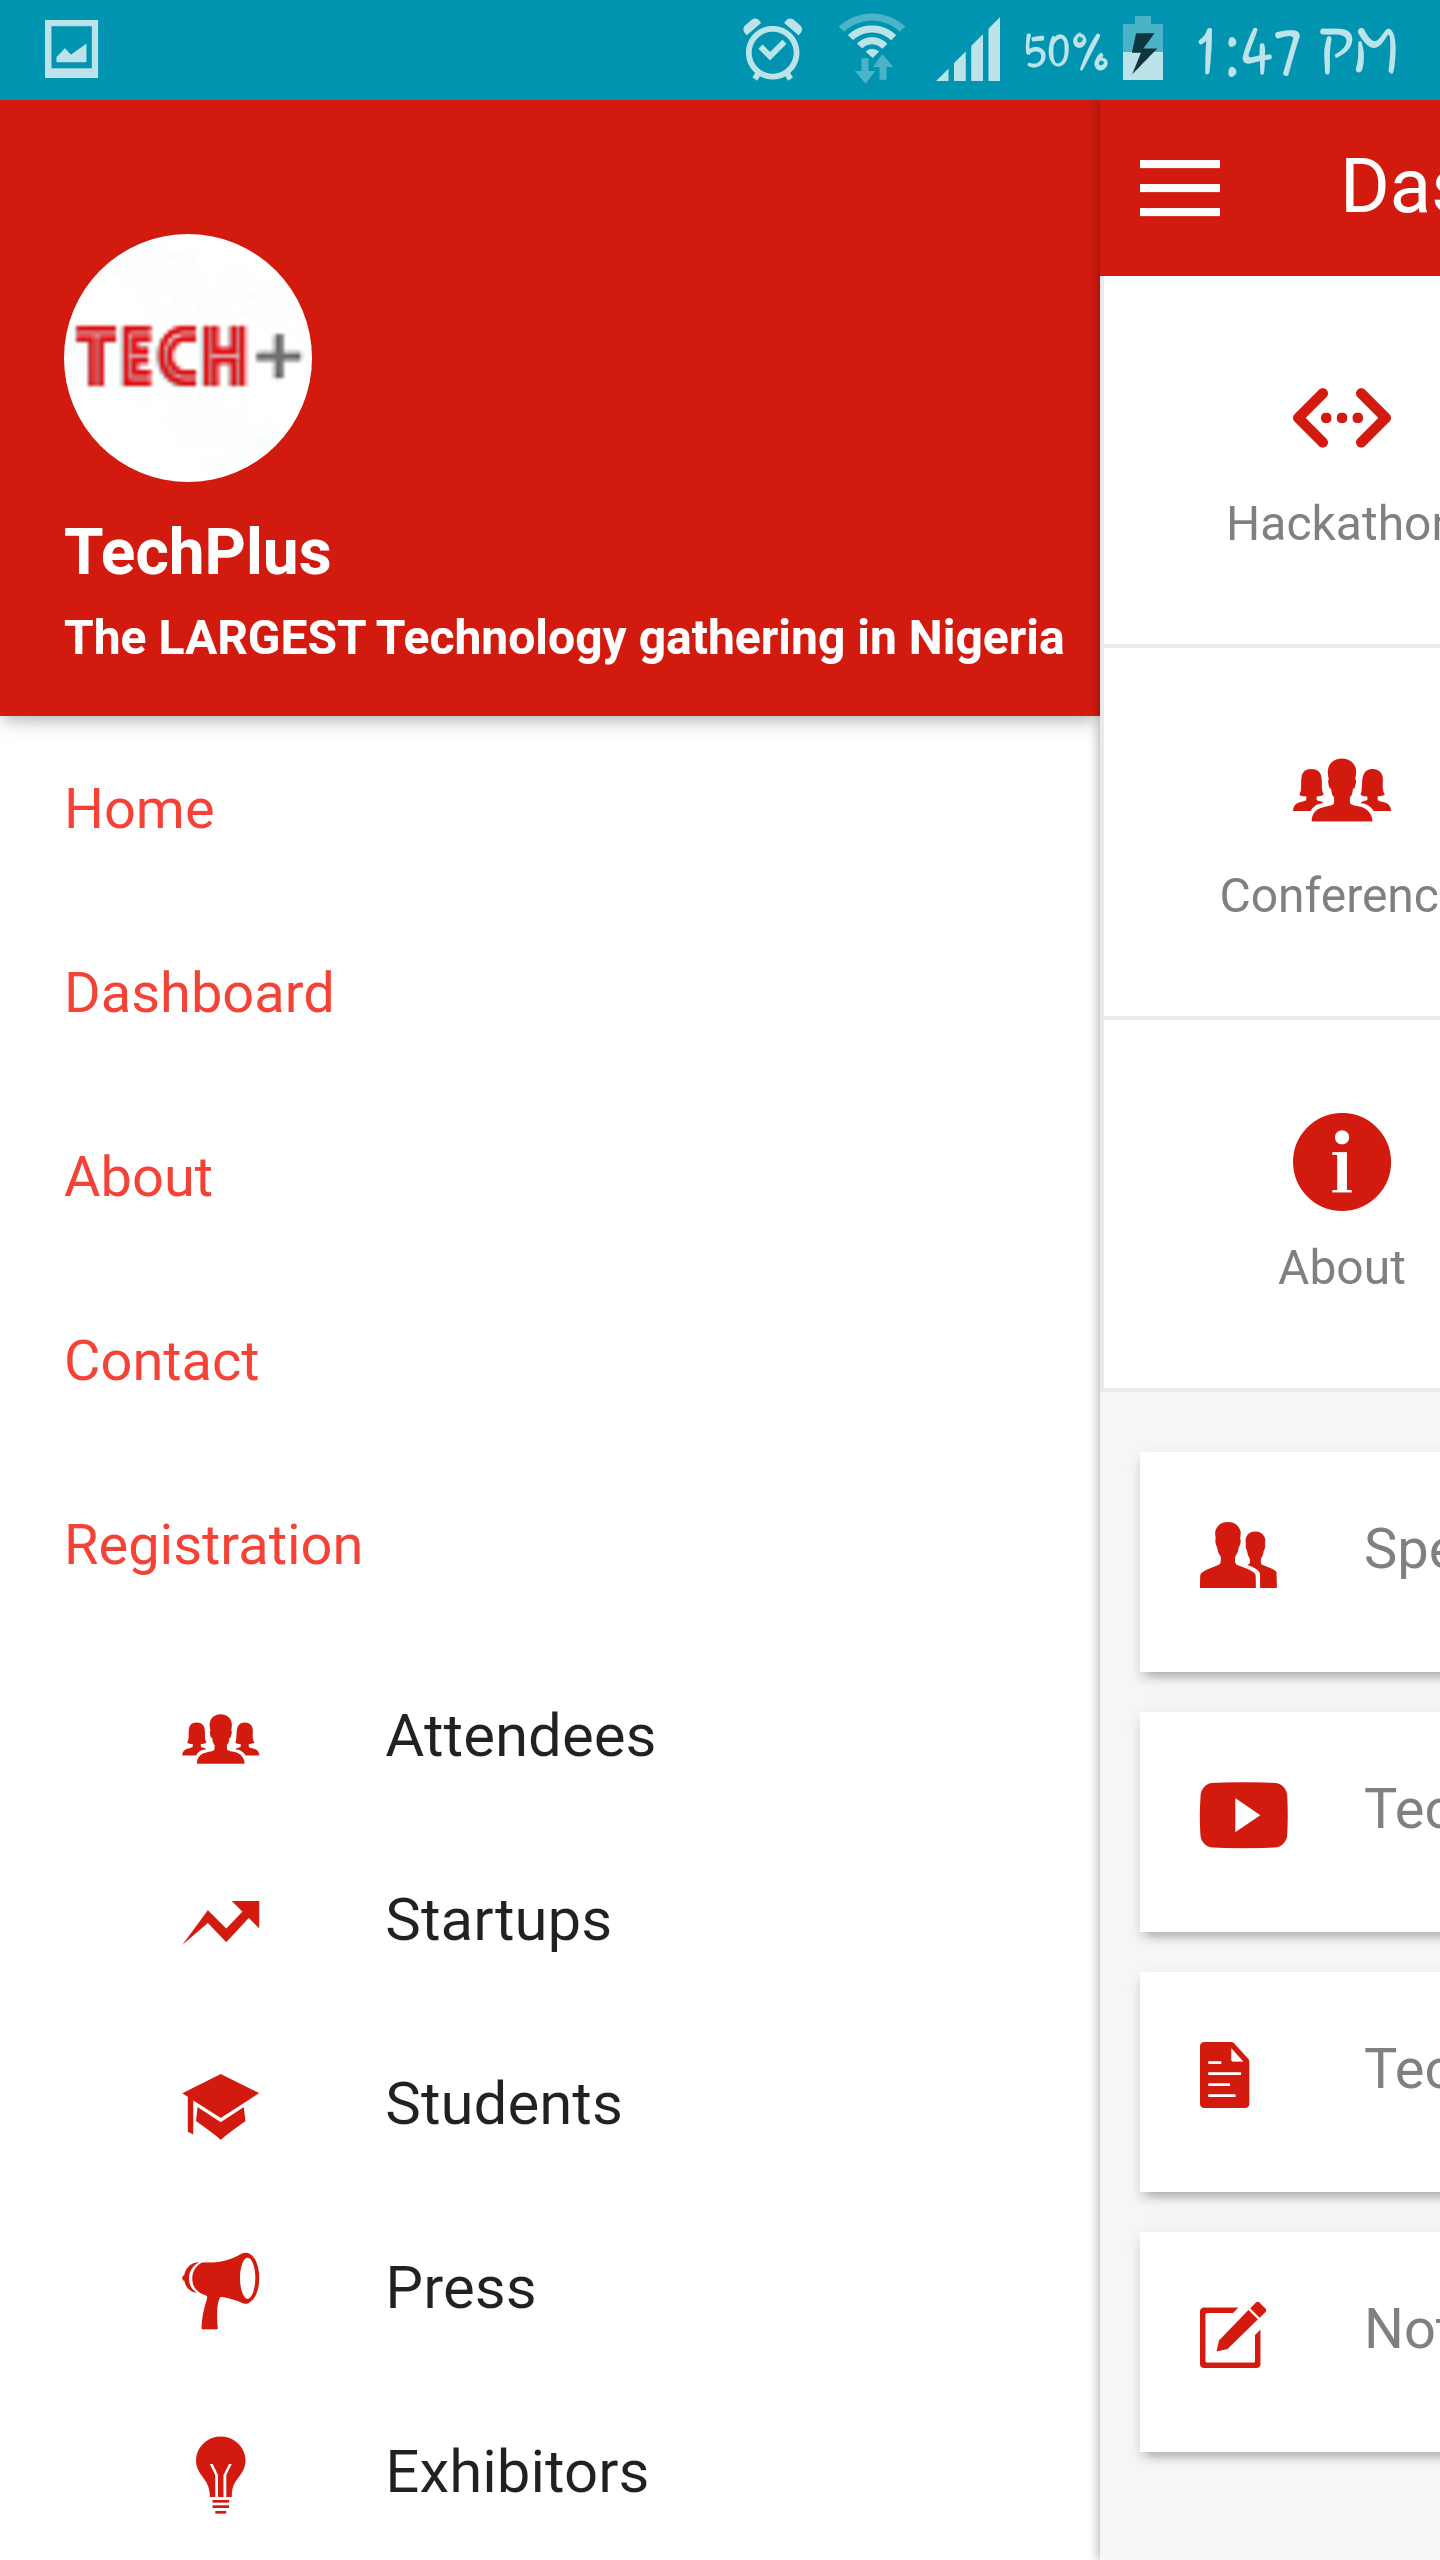 50% 1:47 PM
TECH+
TechPlus
The LARGEST Technology gathering in Nigeria
Home
Dashboard
About
Contact
Registration
Attendees
Startups
Students
Press
Exhibitors
Das
Hackathon
Conferenc
About
Spe
Tec
Tec
Not